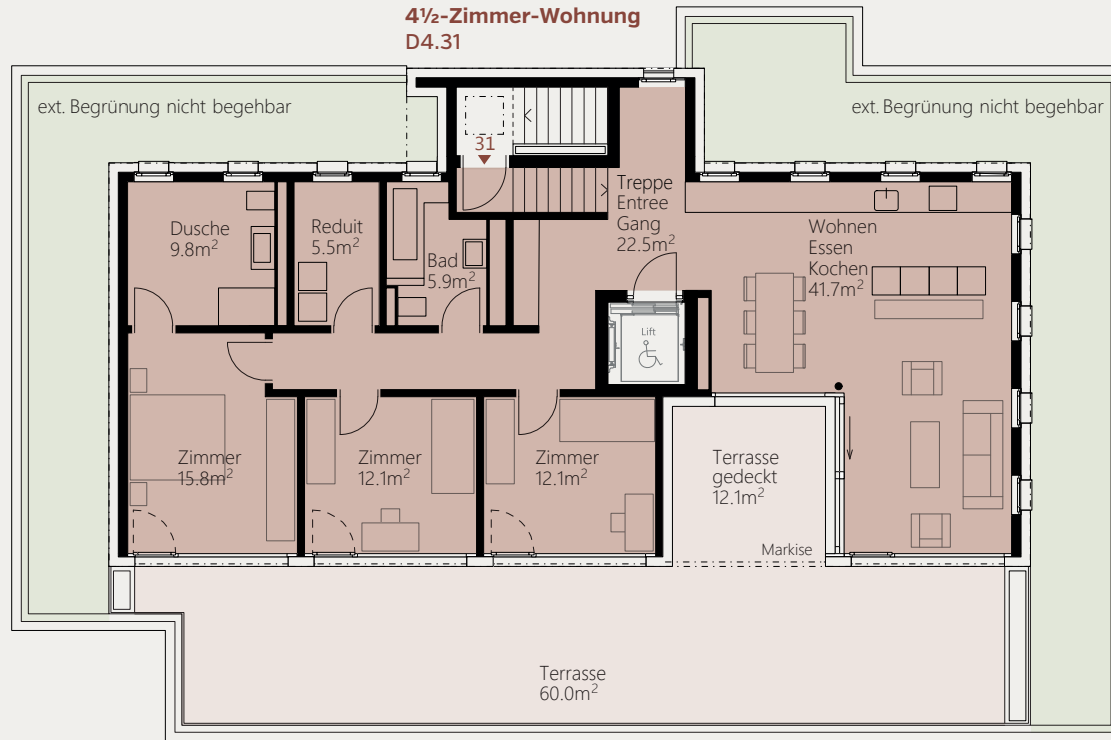 4½-Zimmer-Wohnung
D4.31
ext. Begrünung nicht begehbar
ext. Begrünung nicht begehbar
31
Treppe
Entree
Gang
22.5m²
Dusche
9.8m²
Reduit
5.5m²
Bad
5.9m²
Wohnen
Essen
Kochen
41.7m²
Lift
Zimmer
15.8m²
Zimmer
12.1m²
Zimmer
12.1m²
Terrasse
gedeckt
12.1m²
Markise
Terrasse
60.0m²